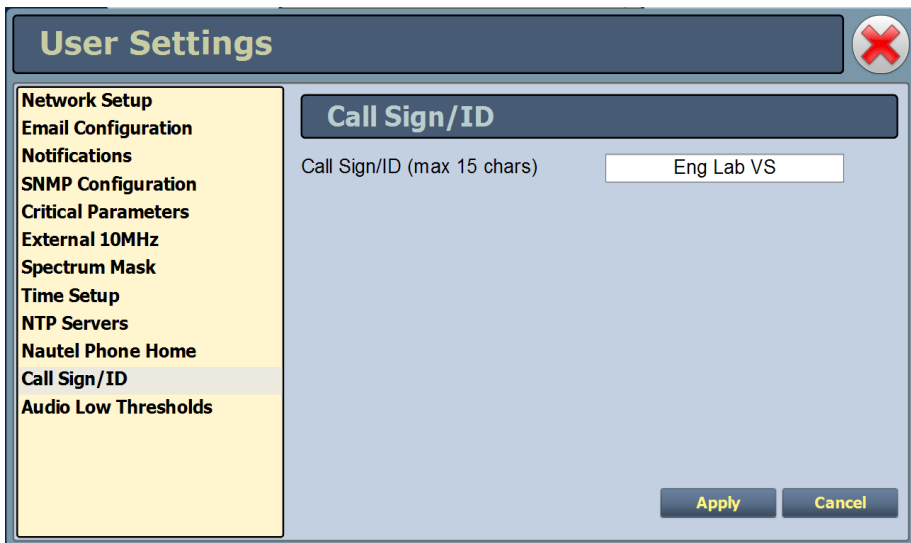 User Settings
Network Setup
Email Configuration
Notifications
SNMP Configuration
Critical Parameters
External 10MHz
Spectrum Mask
Time Setup
NTP Servers
Nautel Phone Home
Call Sign/ID
Audio Low Thresholds
Call Sign/ID
Call Sign/ID (max 15 chars) Eng Lab VS
Apply Cancel